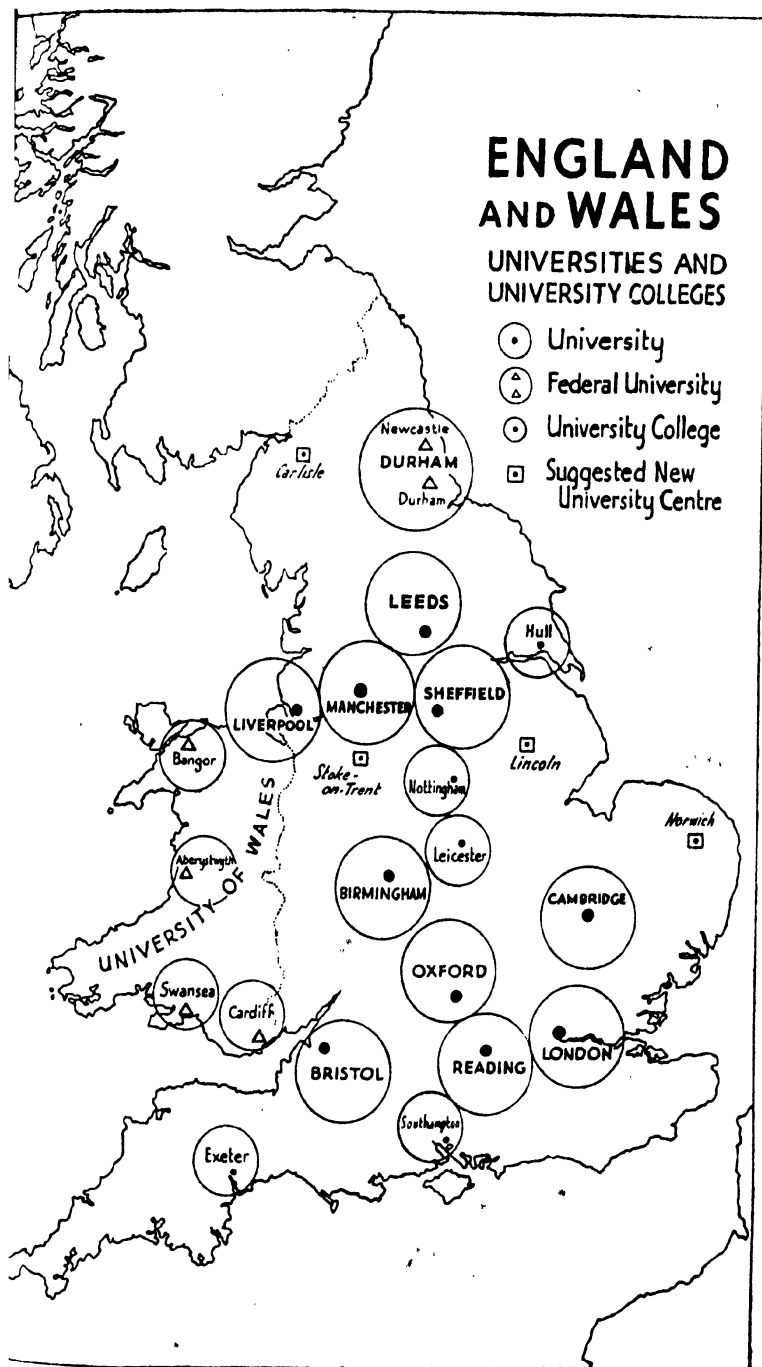 ENGLAND
AND WALES
UNIVERSITIES AND
UNIVERSITY COLLEGES
University
Federal University
University College
Suggested New
University Centre
Newcastle
DURHAM
Durham
Carlisle
LEEDS
Hull
LIVERPOOL
MANCHESTER
SHEFFIELD
Bangor
Stoke-
on-Trent
Lincoln
Nottingham
Norwich
Leicester
Aberystwyth
UNIVERSITY OF WALES
BIRMINGHAM
CAMBRIDGE
OXFORD
Swansea
Cardiff
BRISTOL
READING
LONDON
Southampton
Exeter